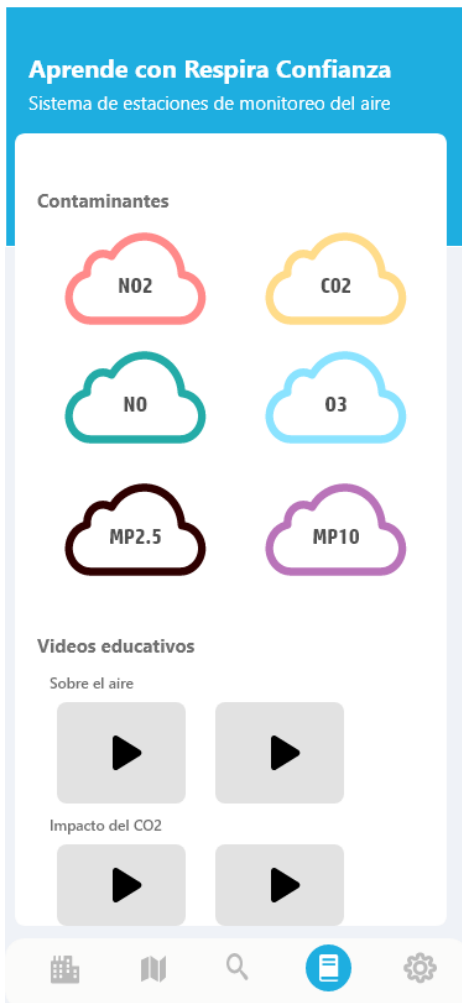 Aprende con Respira Confianza
Sistema de estaciones de monitoreo del aire
Contaminantes
NO2
CO2
NO
O3
MP2.5
MP10
Videos educativos
Sobre el aire
Impacto del CO2